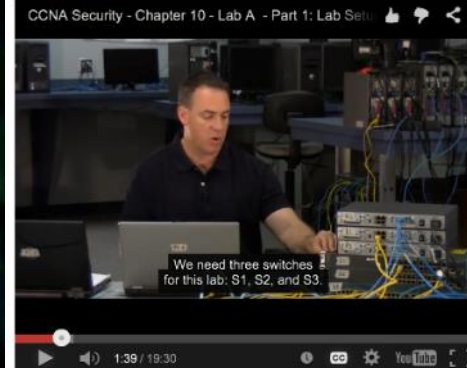 CCNA Security - Chapter 10 - Lab A - Part 1: Lab Setu
We need three switches
for this lab: S1, S2, and S3.
1:39 / 19:30
CC
YouTube